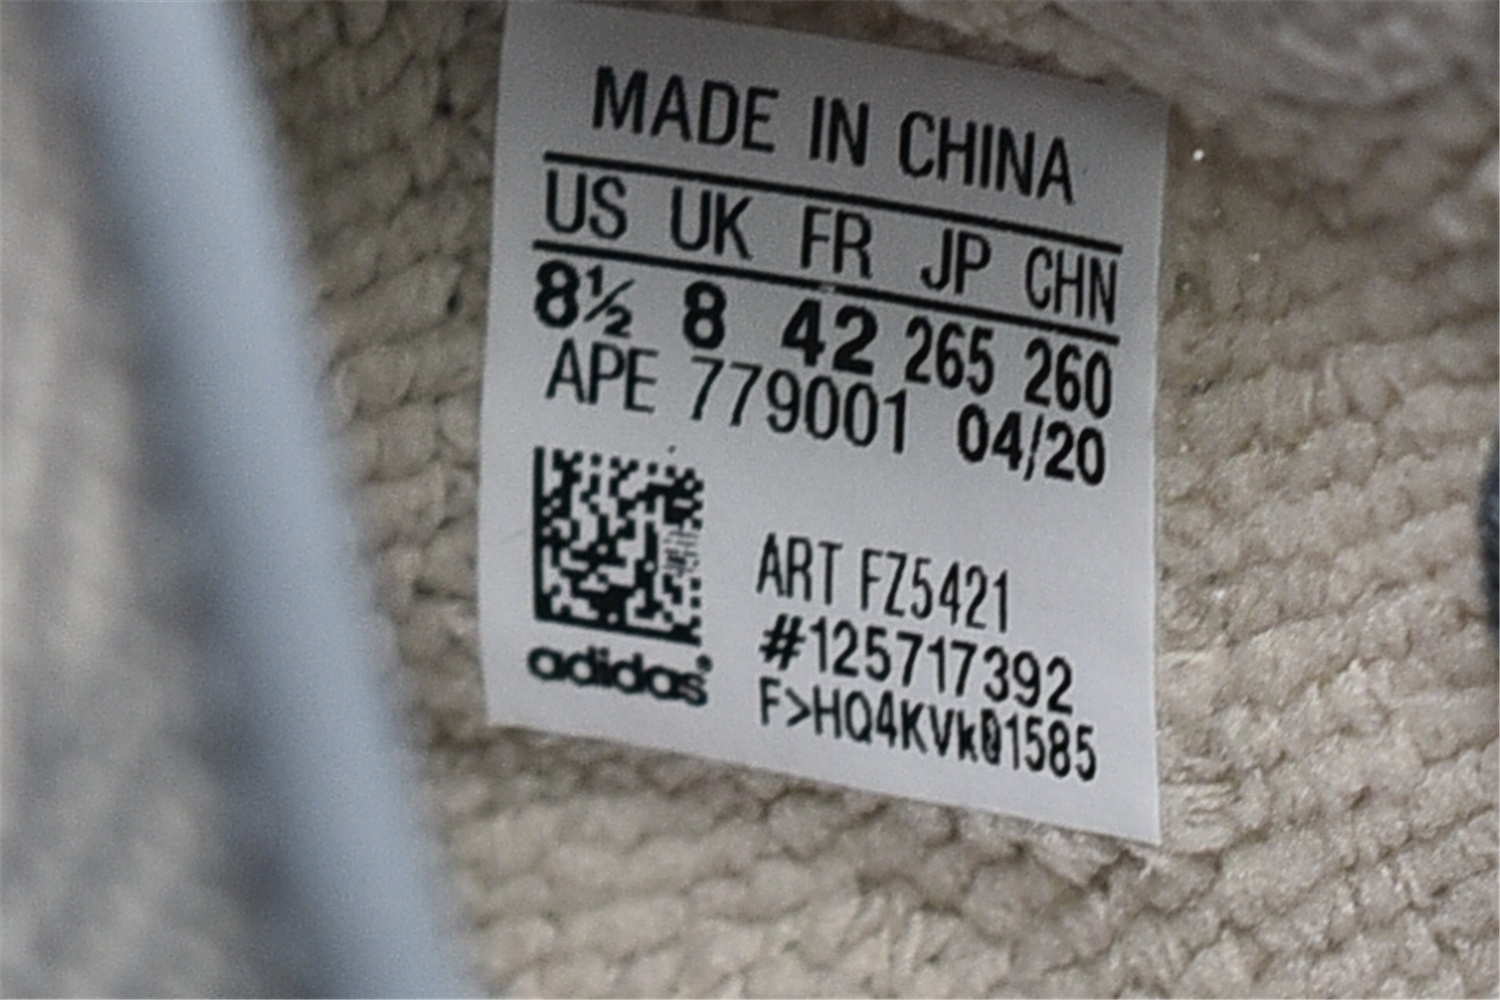 MADE IN CHINA
US UK FR JP CHN
8½ 8 42 265 260
APE 779001 04/20
ART FZ5421
#125717392
F>HQ4KVk01585
adidas®